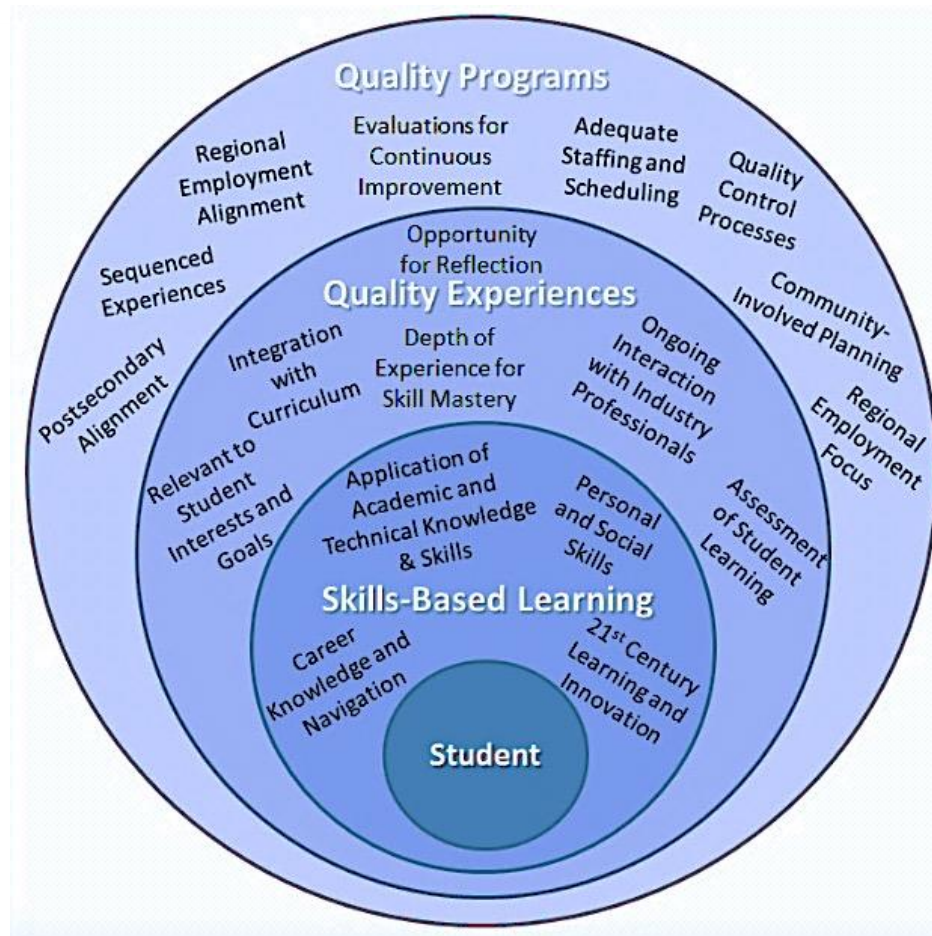 Quality Programs
Postsecondary
Alignment
Sequenced
Experiences
Regional
Employment
Alignment
Evaluations for
Continuous
Improvement
Adequate
Staffing and
Scheduling
Quality
Control
Processes
Community-
Involved Planning
Regional
Employment
Focus
Opportunity
for Reflection
Quality Experiences
Relevant to
Student
Interests and
Goals
Integration
with
Curriculum
Depth of
Experience for
Skill Mastery
Ongoing
Interaction
with Industry
Professionals
Assessment
of Student
Learning
Application of
Academic and
Technical Knowledge
& Skills
Personal
and Social
Skills
Skills-Based Learning
Career
Knowledge and
Navigation
21st Century
Learning and
Innovation
Student